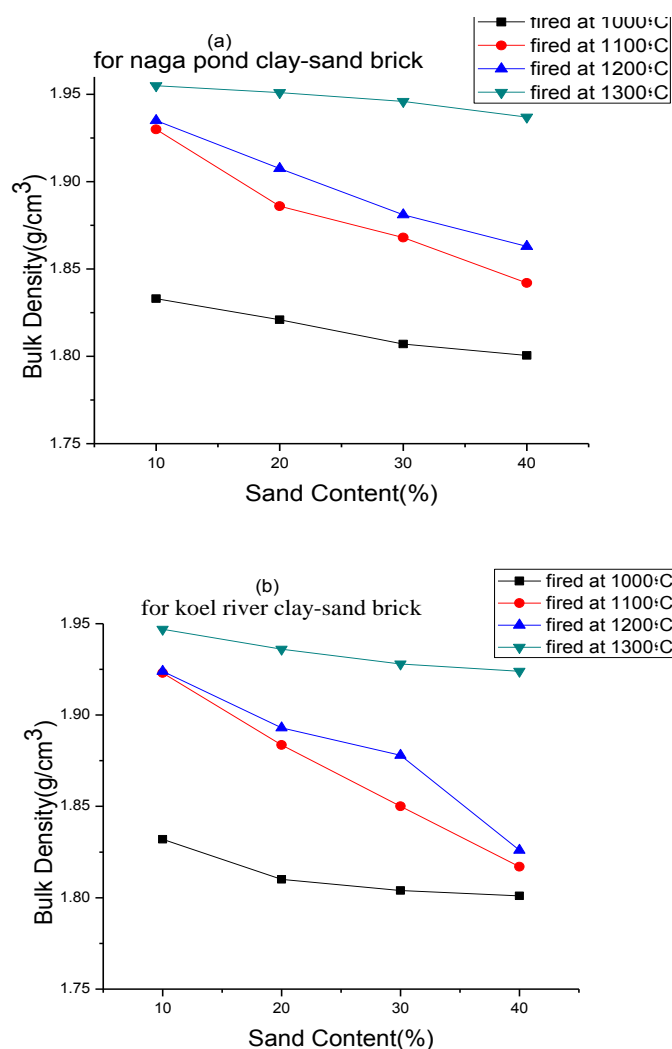 (a)
for naga pond clay-sand brick
fired at 1000°C
fired at 1100°C
fired at 1200°C
fired at 1300°C
1.95
1.90
1.85
1.80
1.75
Bulk Density(g/cm³)
10 20 30 40
Sand Content(%)
(b)
for koel river clay-sand brick
fired at 1000°C
fired at 1100°C
fired at 1200°C
fired at 1300°C
1.95
1.90
1.85
1.80
1.75
Bulk Density(g/cm³)
10 20 30 40
Sand Content(%)